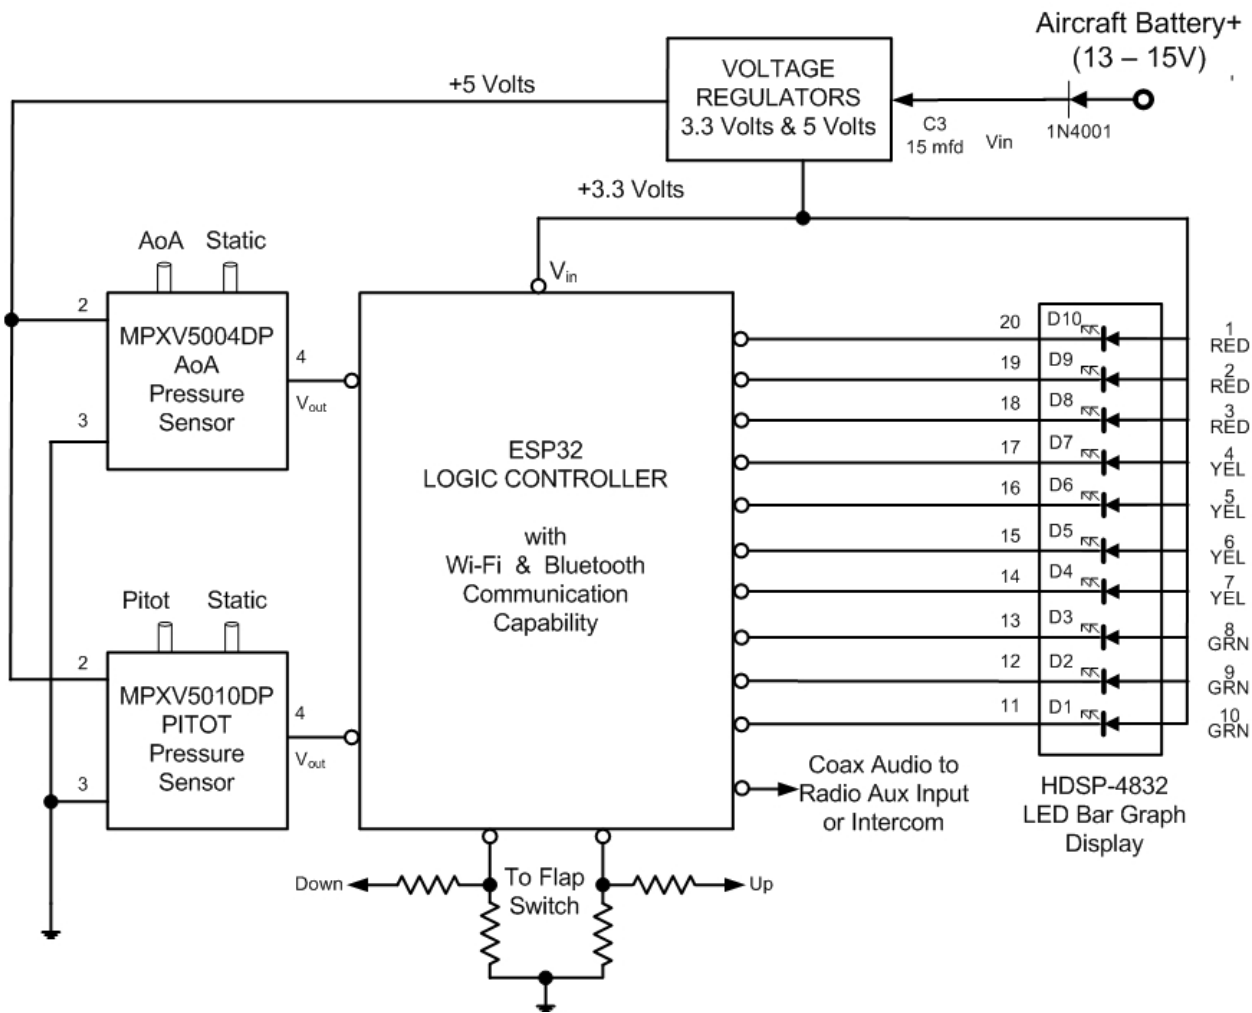 Aircraft Battery+
(13 – 15V)
VOLTAGE
REGULATORS
3.3 Volts & 5 Volts
+5 Volts
C3
15 mfd
Vin
1N4001
+3.3 Volts
Vin
AoA
Static
2
MPXV5004DP
AoA
Pressure
Sensor
3
4
Vout
ESP32
LOGIC CONTROLLER
with
Wi-Fi & Bluetooth
Communication
Capability
Pitot
Static
2
MPXV5010DP
PITOT
Pressure
Sensor
3
4
Vout
20
D10
1
RED
19
D9
2
RED
18
D8
3
RED
17
D7
4
YEL
16
D6
5
YEL
15
D5
6
YEL
14
D4
7
YEL
13
D3
8
GRN
12
D2
9
GRN
11
D1
10
GRN
Coax Audio to
Radio Aux Input
or Intercom
HDSP-4832
LED Bar Graph
Display
Down
To Flap
Switch
Up